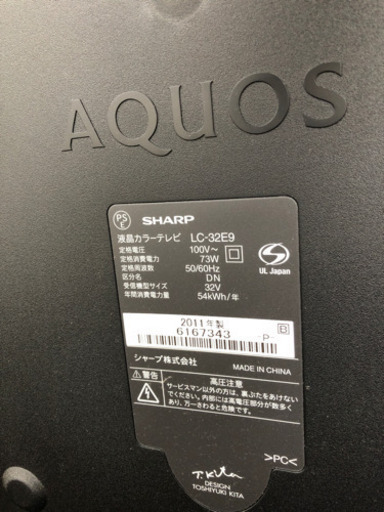 AQUOS
PS
E
SHARP
液晶カラーテレビ LC-32E9
定格電圧 100V~
定格消費電力 73W
定格周波数 50/60Hz
区分 DN
受信機型サイズ 32V
年間消費電力量 54kWh/年
S
UL Japan
2011年製
6167343 -P-
B
シャープ株式会社 MADE IN CHINA
警告
高圧注意
サービスマン以外の方は、裏ぶたをあけない
でください。内部には高電圧部分が数多く
あり、万一さわると危険です。
>PC<
T. Kita
DESIGN
TOSHIYUKI KITA